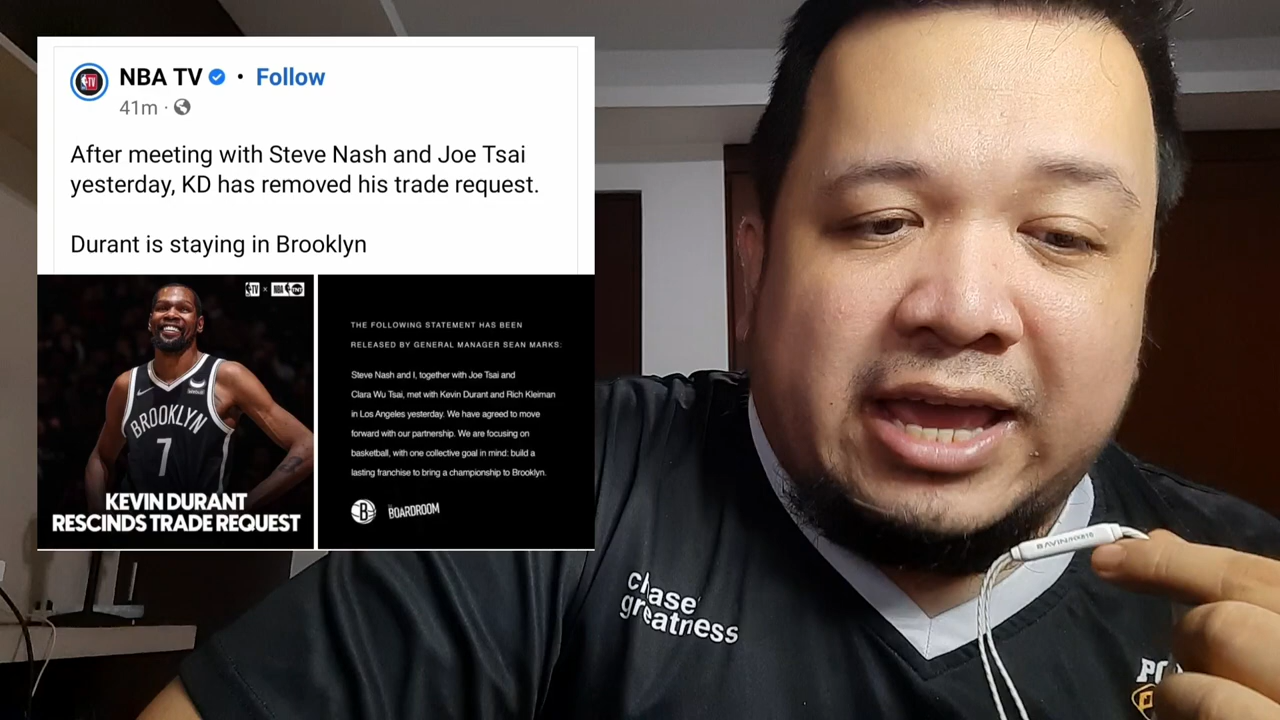 NBA TV • Follow
41m ·
After meeting with Steve Nash and Joe Tsai
yesterday, KD has removed his trade request.
Durant is staying in Brooklyn
BROOKLYN
7
KEVIN DURANT
RESCINDS TRADE REQUEST
THE FOLLOWING STATEMENT HAS BEEN
RELEASED BY GENERAL MANAGER SEAN MARKS:
Steve Nash and I, together with Joe Tsai and
Clara Wu Tsai, met with Kevin Durant and Rich Kleiman
in Los Angeles yesterday. We have agreed to move
forward with our partnership. We are focusing on
basketball, with one collective goal in mind: build a
lasting franchise to bring a championship to Brooklyn.
B
BOARDROOM
chase
greatness
BAVIN